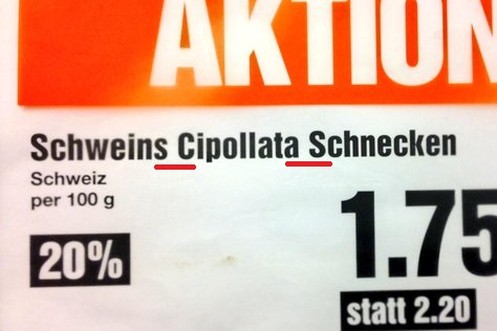 AKTION
Schweins Cipollata Schnecken
Schweiz
per 100 g
20%
1.75
statt 2.20